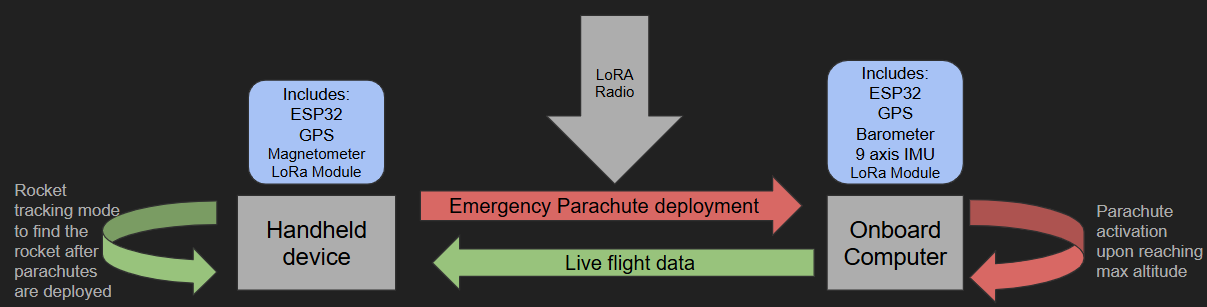 LoRA
Radio
Includes:
ESP32
GPS
Magnetometer
LoRa Module
Includes:
ESP32
GPS
Barometer
9 axis IMU
LoRa Module
Rocket
tracking mode
to find the
rocket after
parachutes
are deployed
Handheld
device
Emergency Parachute deployment
Live flight data
Onboard
Computer
Parachute
activation
upon reaching
max altitude